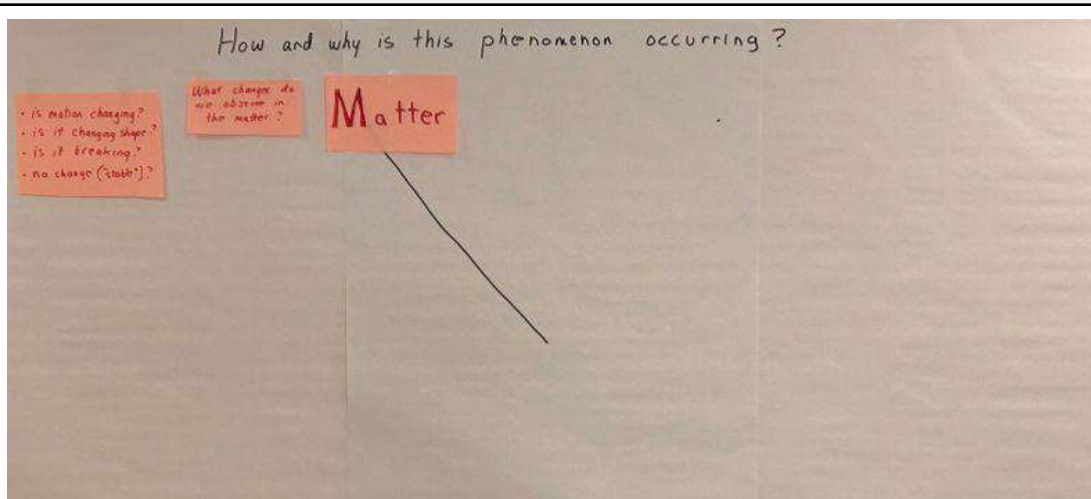 How and why is this phenomenon occurring ?
• is motion changing?
• is it changing shape?
• is it breaking?
• no change ("stable")?
What changes do
we observe in
the matter ?
Matter